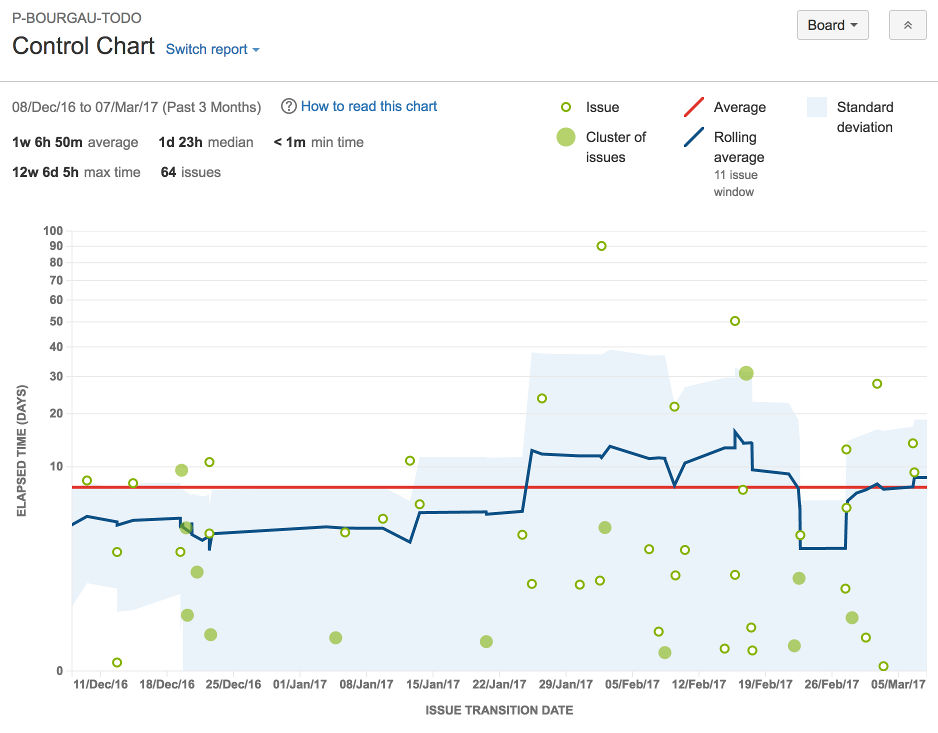 P-BOURGAU-TODO
Control Chart Switch report
Board
08/Dec/16 to 07/Mar/17 (Past 3 Months) ? How to read this chart
1w 6h 50m average 1d 23h median < 1m min time
12w 6d 5h max time 64 issues
Issue
Cluster of
issues
Average
Rolling
average
11 issue
window
Standard
deviation
ELAPSED TIME (DAYS)
100
90
80
70
60
50
40
30
20
10
0
11/Dec/16 18/Dec/16 25/Dec/16 01/Jan/17 08/Jan/17 15/Jan/17 22/Jan/17 29/Jan/17 05/Feb/17 12/Feb/17 19/Feb/17 26/Feb/17 05/Mar/17
ISSUE TRANSITION DATE